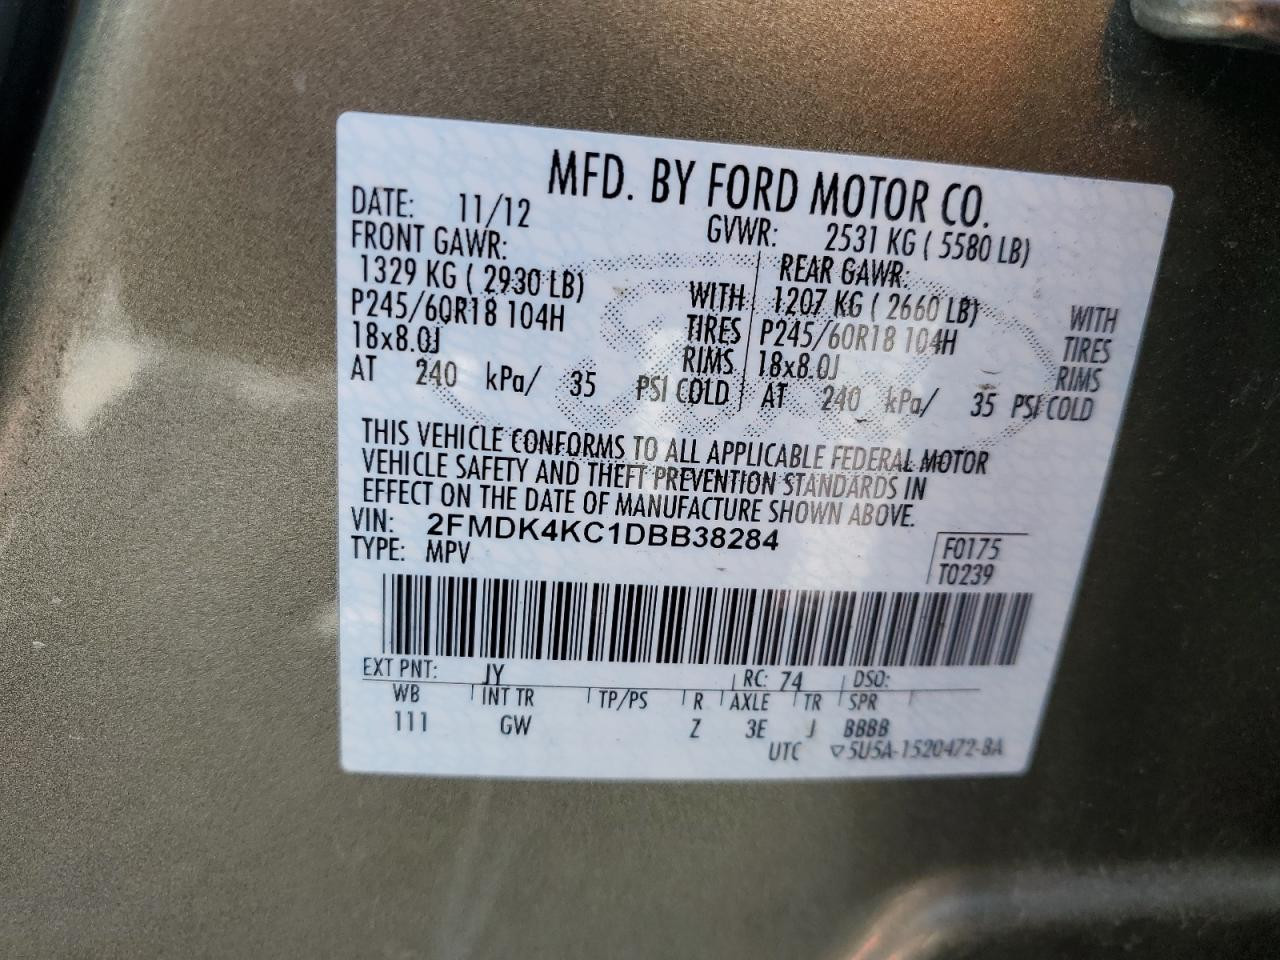 MFD. BY FORD MOTOR CO.
DATE: 11/12 GVWR: 2531 KG ( 5580 LB)
FRONT GAWR: REAR GAWR:
1329 KG ( 2930 LB) WITH 1207 KG ( 2660 LB) WITH
P245/60R18 104H TIRES P245/60R18 104H TIRES
18x8.0J RIMS 18x8.0J RIMS
AT 240 kPa/ 35 PSI COLD AT 240 kPa/ 35 PSI COLD
THIS VEHICLE CONFORMS TO ALL APPLICABLE FEDERAL MOTOR
VEHICLE SAFETY AND THEFT PREVENTION STANDARDS IN
EFFECT ON THE DATE OF MANUFACTURE SHOWN ABOVE.
VIN: 2FMDK4KC1DBB38284 F0175
TYPE: MPV T0239
EXT PNT: JY RC: 74 DSO:
WB INT TR TP/PS R AXLE TR SPR
111 GW Z 3E J BBBB
UTC ▽5U5A-1520472-BA